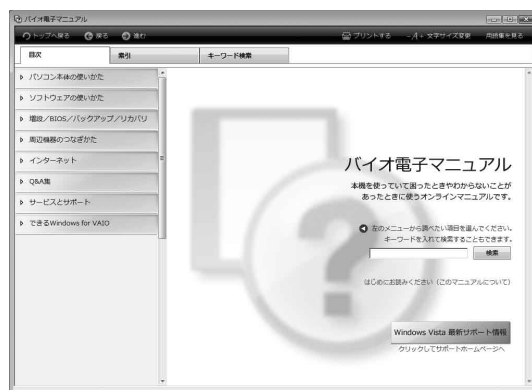 バイオ電子マニュアル
トップへ戻る 戻る 進む プリントする -A+ 文字サイズ変更 用語集を見る
目次 索引 キーワード検索
パソコン本体の使いかた
ソフトウェアの使いかた
増設/BIOS/バックアップ/リカバリ
周辺機器のつなぎかた
インターネット
Q&A集
サービスとサポート
できるWindows for VAIO
バイオ電子マニュアル
本機を使っていて困ったときやわからないことが
あったときに使うオンラインマニュアルです。
左のメニューから調べたい項目を選んでください。
キーワードを入れて検索することもできます。
検索
はじめにお読みください(このマニュアルについて)
Windows Vista 最新サポート情報
クリックしてサポートホームページへ